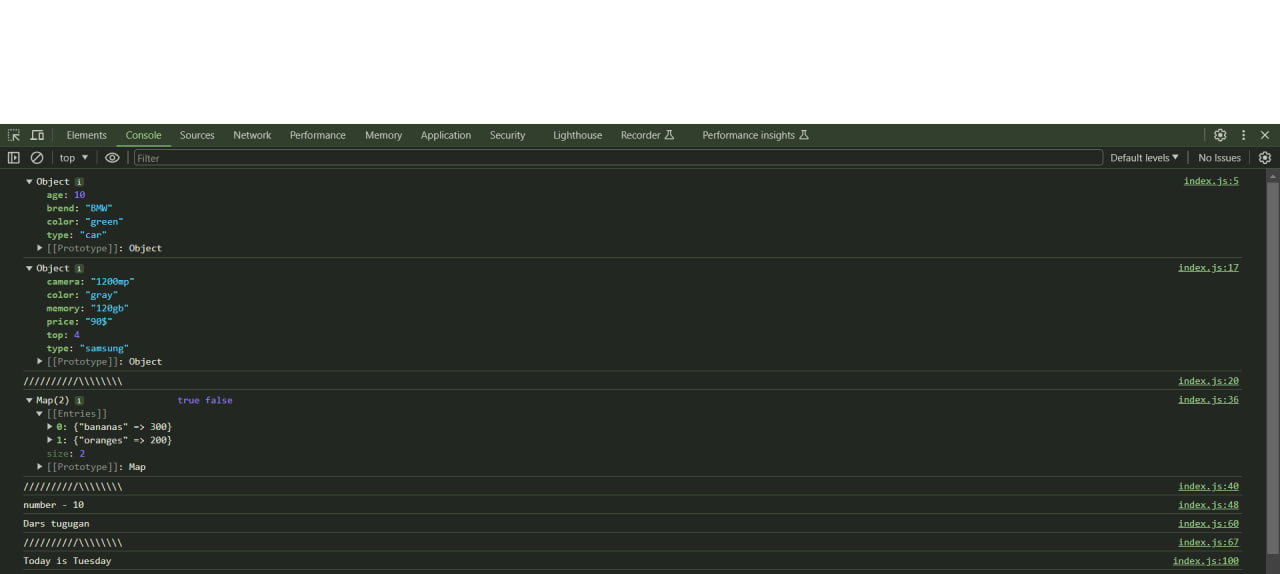 Elements Console Sources Network Performance Memory Application Security Lighthouse Recorder Performance insights
top Filter Default levels No Issues
Object i index.js:5
age: 10
brend: "BMW"
color: "green"
type: "car"
[[Prototype]]: Object
Object i index.js:17
camera: "1200mp"
color: "gray"
memory: "120gb"
price: "90$"
top: 4
type: "samsung"
[[Prototype]]: Object
//////////\\\\\\\\ index.js:20
Map(2) i true false index.js:36
[[Entries]]
0: {"bananas" => 300}
1: {"oranges" => 200}
size: 2
[[Prototype]]: Map
//////////\\\\\\\\ index.js:40
number - 10 index.js:48
Dars tugugan index.js:60
//////////\\\\\\\\ index.js:67
Today is Tuesday index.js:100